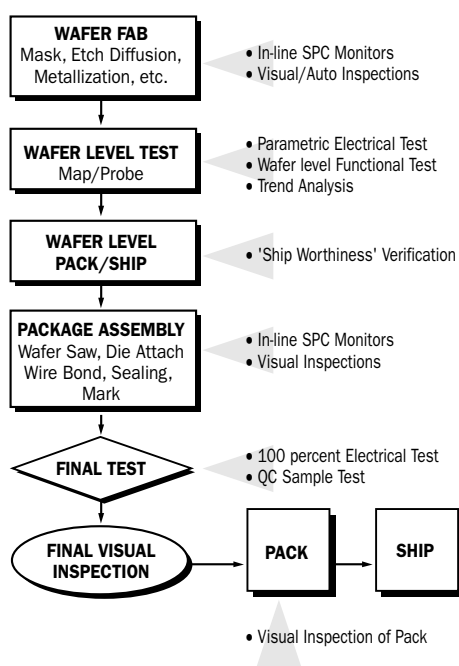 WAFER FAB
Mask, Etch Diffusion,
Metallization, etc.
• In-line SPC Monitors
• Visual/Auto Inspections
WAFER LEVEL TEST
Map/Probe
• Parametric Electrical Test
• Wafer level Functional Test
• Trend Analysis
WAFER LEVEL
PACK/SHIP
• 'Ship Worthiness' Verification
PACKAGE ASSEMBLY
Wafer Saw, Die Attach
Wire Bond, Sealing,
Mark
• In-line SPC Monitors
• Visual Inspections
FINAL TEST
• 100 percent Electrical Test
• QC Sample Test
FINAL VISUAL
INSPECTION
PACK
SHIP
• Visual Inspection of Pack